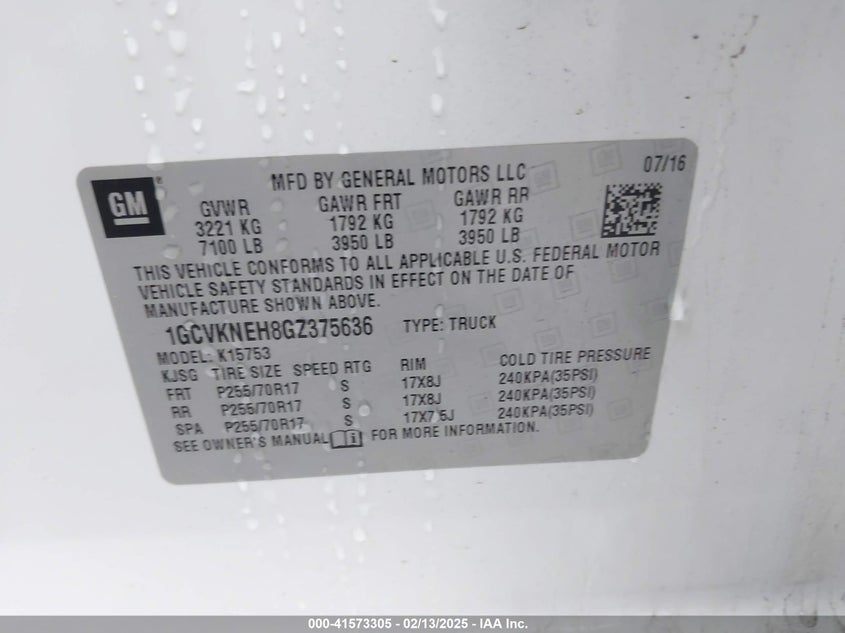 GM
®
MFD BY GENERAL MOTORS LLC 07/16
GVWR GAWR FRT GAWR RR
3221 KG 1792 KG 1792 KG
7100 LB 3950 LB 3950 LB
THIS VEHICLE CONFORMS TO ALL APPLICABLE U.S. FEDERAL MOTOR
VEHICLE SAFETY STANDARDS IN EFFECT ON THE DATE OF
MANUFACTURE SHOWN ABOVE.
1GCVKNEH8GZ375636 TYPE: TRUCK
MODEL: K15753
KJSG TIRE SIZE SPEED RTG RIM COLD TIRE PRESSURE
FRT P255/70R17 S 17X8J 240KPA(35PSI)
RR P255/70R17 S 17X8J 240KPA(35PSI)
SPA P255/70R17 S 17X7.5J 240KPA(35PSI)
SEE OWNER'S MANUAL FOR MORE INFORMATION.
000-41573305 - 02/13/2025 - IAA Inc.